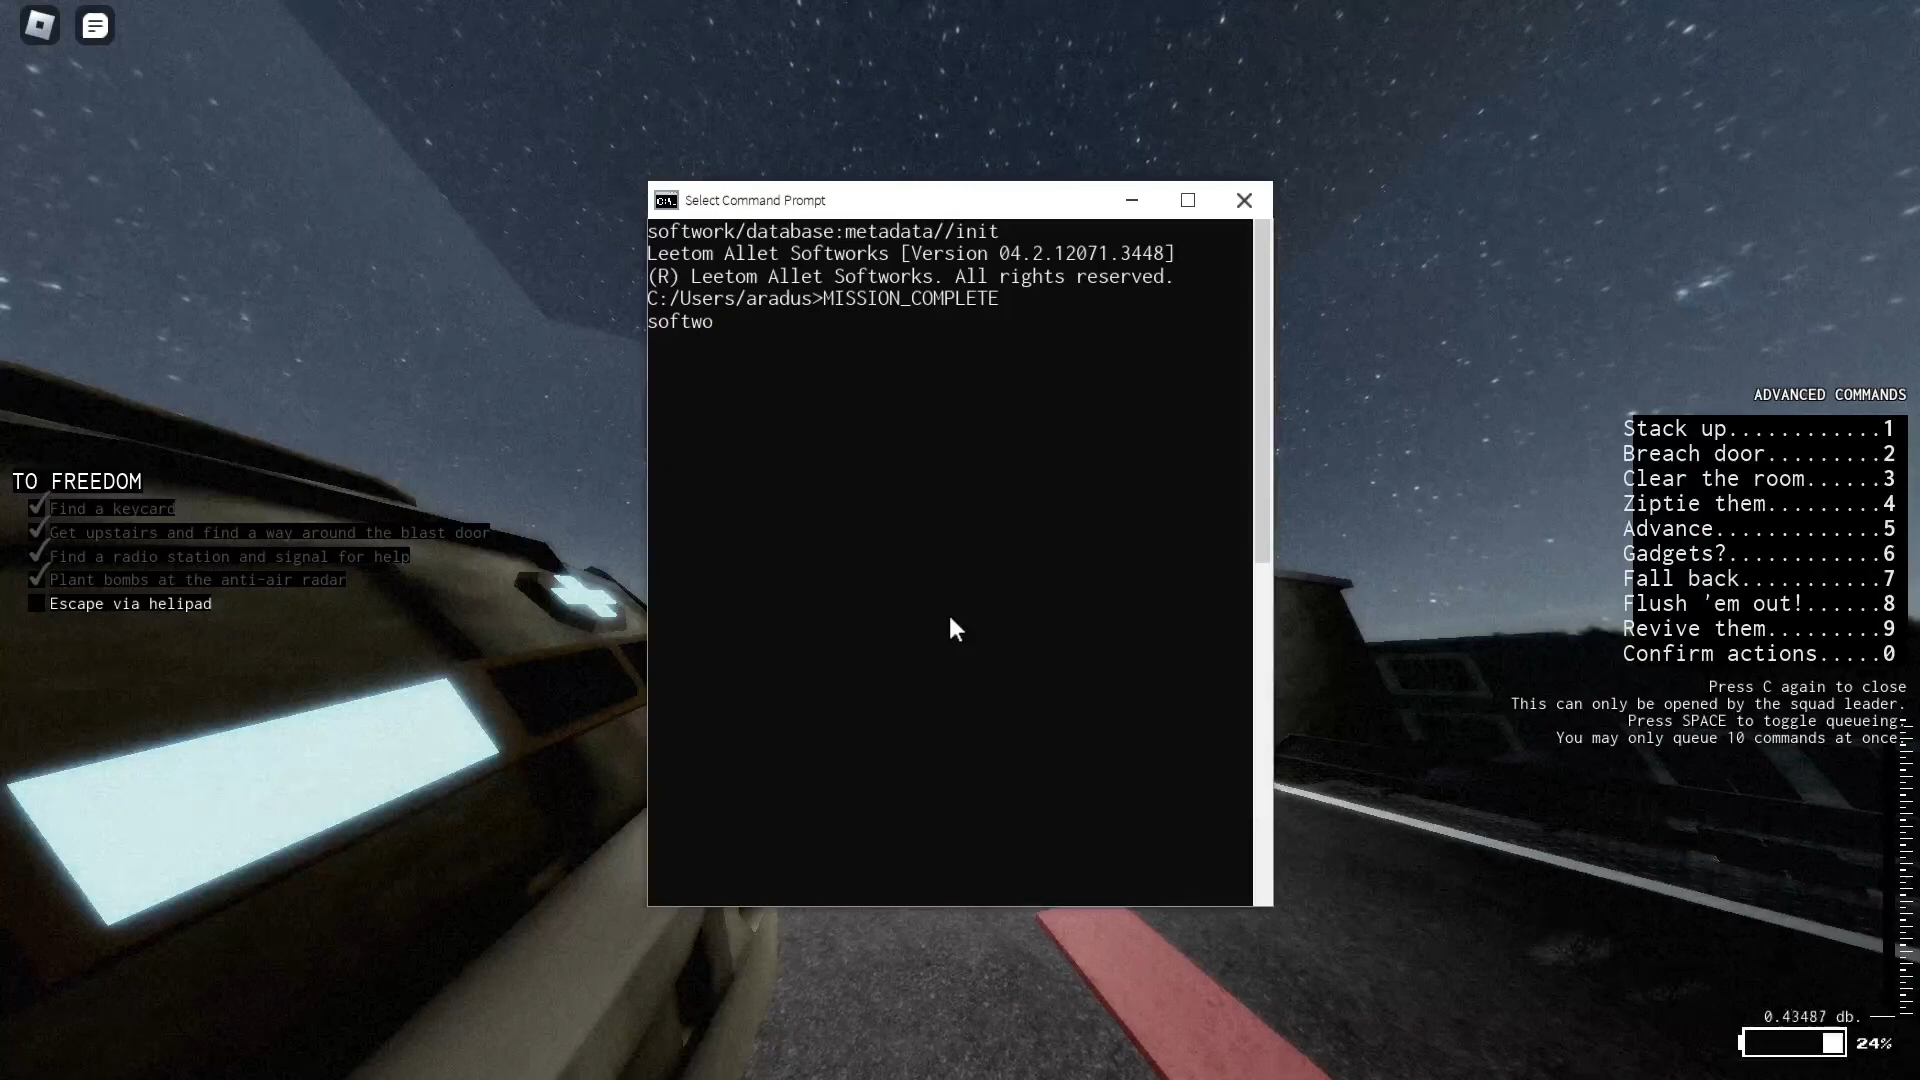 Select Command Prompt
softwork/database:metadata//init
Leetom Allet Softworks [Version 04.2.12071.3448]
(R) Leetom Allet Softworks. All rights reserved.
C:/Users/aradus>MISSION_COMPLETE
softwo
TO FREEDOM
Find a keycard
Get upstairs and find a way around the blast door
Find a radio station and signal for help
Plant bombs at the anti-air radar
Escape via helipad
ADVANCED COMMANDS
Stack up............1
Breach door.........2
Clear the room......3
Ziptie them.........4
Advance.............5
Gadgets?............6
Fall back...........7
Flush 'em out!......8
Revive them.........9
Confirm actions.....0
Press C again to close
This can only be opened by the squad leader.
Press SPACE to toggle queueing.
You may only queue 10 commands at once.
0.43487 db.
24%